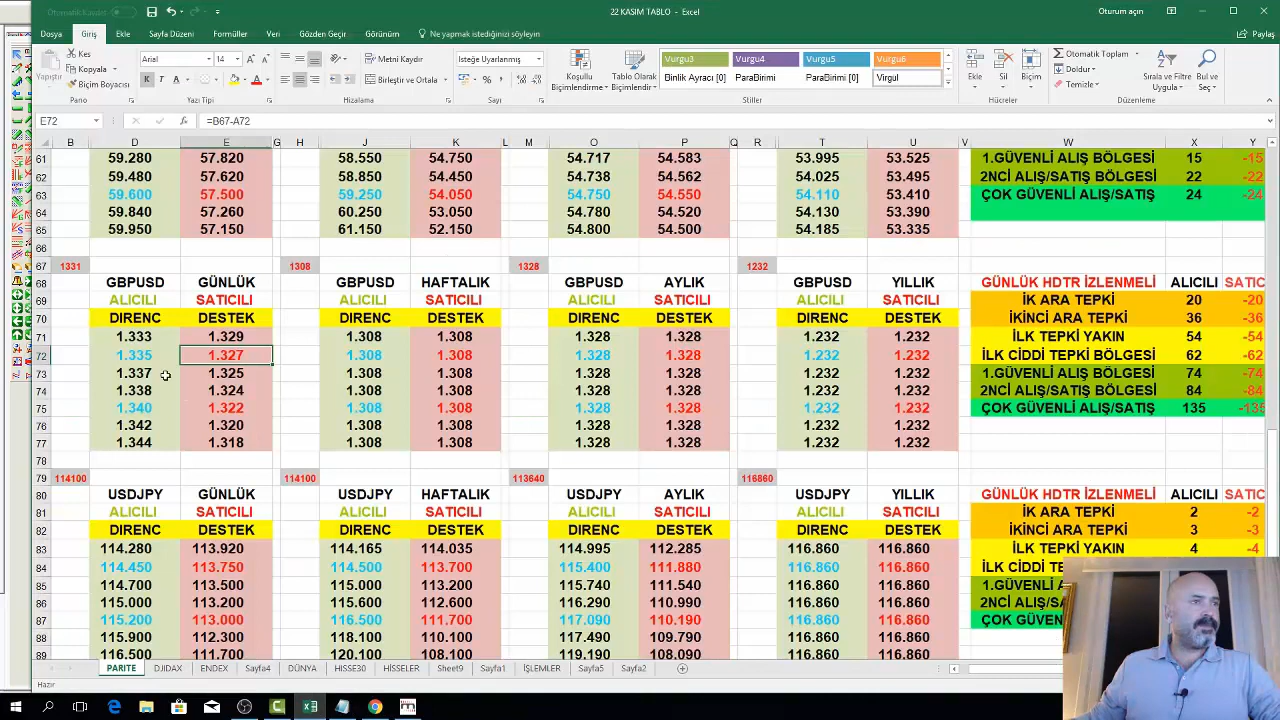 OtomatikKaydet
22 KASIM TABLO - Excel
Oturum açın
Dosya Giriş Ekle Sayfa Düzeni Formüller Veri Gözden Geçir Görünüm Ne yapmak istediğinizi söyleyin Paylaş
Yapıştır
Kes
Kopyala
Biçim Boyacısı
Pano
Arial 14
K T A
Yazı Tipi
Metni Kaydır
Birleştir ve Ortala
Hizalama
İsteğe Uyarlanmış
Sayı
Koşullu Biçimlendirme
Tablo Olarak Biçimlendir
Vurgu3 Vurgu4 Vurgu5 Vurgu6
Binlik Ayracı [0] ParaBirimi ParaBirimi [0] Virgül
Stiller
Ekle Sil Biçim
Hücreler
Otomatik Toplam
Doldur
Temizle
Sırala ve Filtre Uygula
Bul ve Seç
Düzenleme
E72 =B67-A72
B D E G H J K L M O P Q R T U V W X Y
61 59.280 57.820 58.550 54.750 54.717 54.583 53.995 53.525 1.GÜVENLİ ALIŞ BÖLGESİ 15 -15
62 59.480 57.620 58.850 54.450 54.738 54.562 54.025 53.495 2NCİ ALIŞ/SATIŞ BÖLGESİ 22 -22
63 59.600 57.500 59.250 54.050 54.750 54.550 54.110 53.410 ÇOK GÜVENLİ ALIŞ/SATIŞ 24 -24
64 59.840 57.260 60.250 53.050 54.780 54.520 54.130 53.390
65 59.950 57.150 61.150 52.150 54.800 54.500 54.185 53.335
66
67 1331 1308 1328 1232
68 GBPUSD GÜNLÜK GBPUSD HAFTALIK GBPUSD AYLIK GBPUSD YILLIK GÜNLÜK HDTR İZLENMELİ ALICILI SATIC
69 ALICILI SATICILI ALICILI SATICILI ALICILI SATICILI ALICILI SATICILI İK ARA TEPKİ 20 -20
70 DIRENC DESTEK DIRENC DESTEK DIRENC DESTEK DIRENC DESTEK İKİNCİ ARA TEPKİ 36 -36
71 1.333 1.329 1.308 1.308 1.328 1.328 1.232 1.232 İLK TEPKİ YAKIN 54 -54
72 1.335 1.327 1.308 1.308 1.328 1.328 1.232 1.232 İLK CİDDİ TEPKİ BÖLGESİ 62 -62
73 1.337 1.325 1.308 1.308 1.328 1.328 1.232 1.232 1.GÜVENLİ ALIŞ BÖLGESİ 74 -74
74 1.338 1.324 1.308 1.308 1.328 1.328 1.232 1.232 2NCİ ALIŞ/SATIŞ BÖLGESİ 84 -84
75 1.340 1.322 1.308 1.308 1.328 1.328 1.232 1.232 ÇOK GÜVENLİ ALIŞ/SATIŞ 135 -135
76 1.342 1.320 1.308 1.308 1.328 1.328 1.232 1.232
77 1.344 1.318 1.308 1.308 1.328 1.328 1.232 1.232
78
79 114100 114100 113640 116860
80 USDJPY GÜNLÜK USDJPY HAFTALIK USDJPY AYLIK USDJPY YILLIK GÜNLÜK HDTR İZLENMELİ ALICILI SATIC
81 ALICILI SATICILI ALICILI SATICILI ALICILI SATICILI ALICILI SATICILI İK ARA TEPKİ 2 -2
82 DIRENC DESTEK DIRENC DESTEK DIRENC DESTEK DIRENC DESTEK İKİNCİ ARA TEPKİ 3 -3
83 114.280 113.920 114.165 114.035 114.995 112.285 116.860 116.860 İLK TEPKİ YAKIN 4 -4
84 114.450 113.750 114.500 113.700 115.400 111.880 116.860 116.860 İLK CİDDİ TE
85 114.700 113.500 115.000 113.200 115.740 111.540 116.860 116.860 1.GÜVENLİ A
86 115.000 113.200 115.600 112.600 116.290 110.990 116.860 116.860 2NCİ ALIŞ/S
87 115.200 113.000 116.500 111.700 117.090 110.190 116.860 116.860 ÇOK GÜVEN
88 115.900 112.300 118.100 110.100 117.490 109.790 116.860 116.860
89 116.500 111.700 120.100 108.100 119.190 108.090 116.860 116.860
PARITE DJIDAX ENDEX Sayfa4 DÜNYA HISSE30 HİSSELER Sheet9 Sayfa1 İŞLEMLER Sayfa5 Sayfa2
Hazır